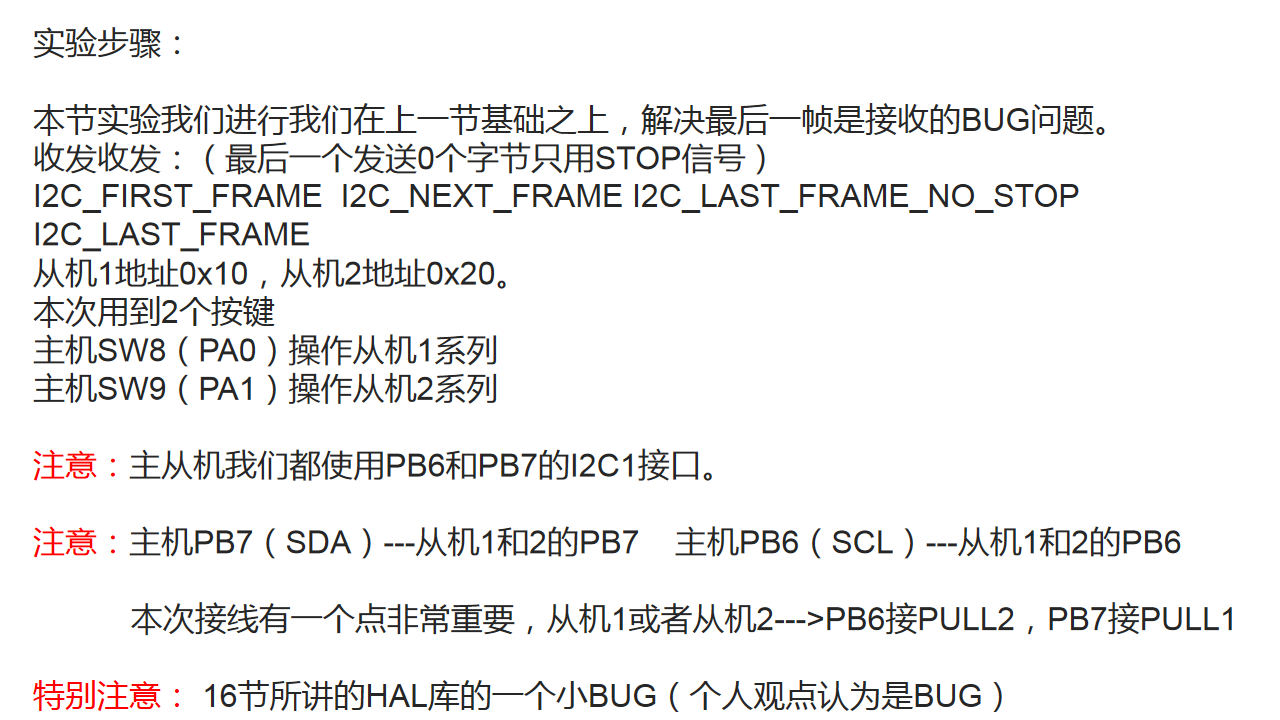 实验步骤：
本节实验我们进行我们在上一节基础之上，解决最后一帧是接收的BUG问题。
收发收发：（最后一个发送0个字节只用STOP信号）
I2C_FIRST_FRAME  I2C_NEXT_FRAME I2C_LAST_FRAME_NO_STOP
I2C_LAST_FRAME
从机1地址0x10，从机2地址0x20。
本次用到2个按键
主机SW8（PA0）操作从机1系列
主机SW9（PA1）操作从机2系列
注意：主从机我们都使用PB6和PB7的I2C1接口。
注意：主机PB7（SDA）---从机1和2的PB7    主机PB6（SCL）---从机1和2的PB6
本次接线有一个点非常重要，从机1或者从机2--->PB6接PULL2，PB7接PULL1
特别注意： 16节所讲的HAL库的一个小BUG（个人观点认为是BUG）